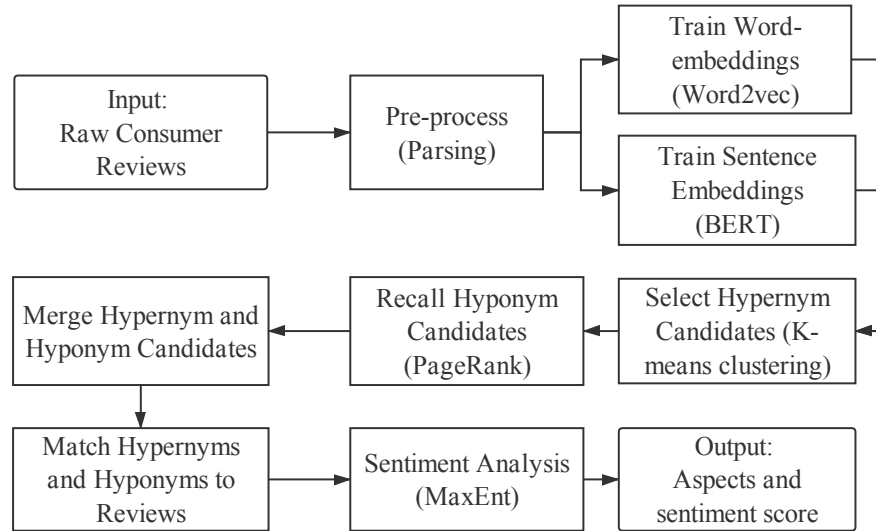 Input:
Raw Consumer
Reviews
Pre-process
(Parsing)
Train Word-
embeddings
(Word2vec)
Train Sentence
Embeddings
(BERT)
Select Hypernym
Candidates (K-
means clustering)
Recall Hyponym
Candidates
(PageRank)
Merge Hypernym and
Hyponym Candidates
Match Hypernyms
and Hyponyms to
Reviews
Sentiment Analysis
(MaxEnt)
Output:
Aspects and
sentiment score